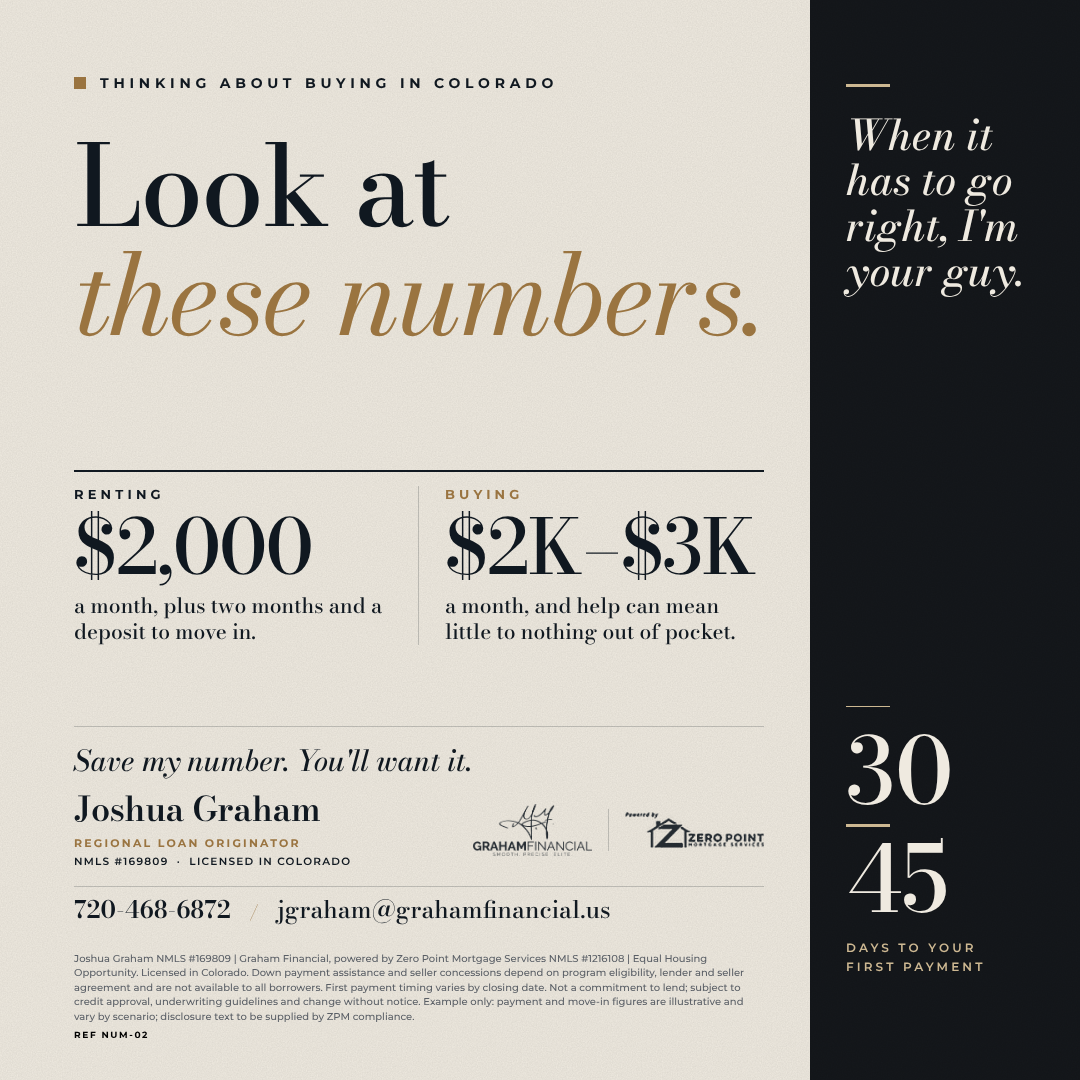 THINKING ABOUT BUYING IN COLORADO
Look at
these numbers.
RENTING
$2,000
a month, plus two months and a
deposit to move in.
BUYING
$2K–$3K
a month, and help can mean
little to nothing out of pocket.
Save my number. You'll want it.
Joshua Graham
REGIONAL LOAN ORIGINATOR
NMLS #169809 · LICENSED IN COLORADO
GRAHAMFINANCIAL
SMOOTH. PRECISE. ELITE.
Powered by
ZERO POINT
MORTGAGE SERVICES
720-468-6872 / jgraham@grahamfinancial.us
Joshua Graham NMLS #169809 | Graham Financial, powered by Zero Point Mortgage Services NMLS #1216108 | Equal Housing
Opportunity. Licensed in Colorado. Down payment assistance and seller concessions depend on program eligibility, lender and seller
agreement and are not available to all borrowers. First payment timing varies by closing date. Not a commitment to lend; subject to
credit approval, underwriting guidelines and change without notice. Example only: payment and move-in figures are illustrative and
vary by scenario; disclosure text to be supplied by ZPM compliance.
REF NUM-02
When it
has to go
right, I'm
your guy.
30
45
DAYS TO YOUR
FIRST PAYMENT